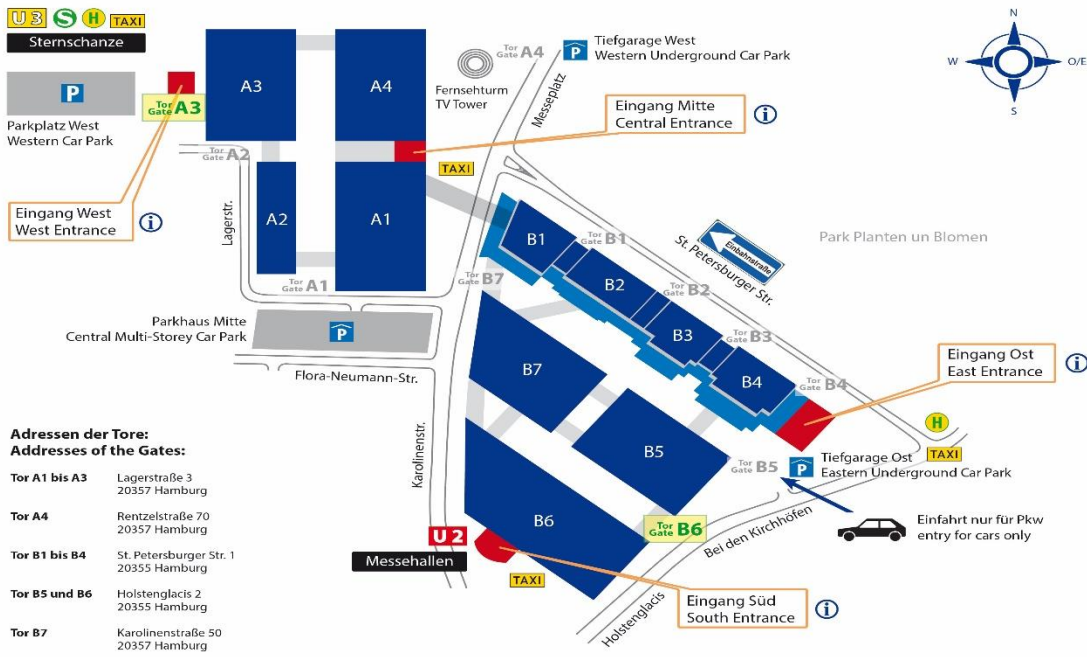 U3 S H TAXI
Sternschanze
P
Parkplatz West
Western Car Park
Tor
Gate A3
Eingang West
West Entrance
i
A3
A4
A2
A1
Tor
Gate A2
Lagerstr.
Tor
Gate A1
Tor
Gate A4
Fernsehturm
TV Tower
Messeplatz
P
Tiefgarage West
Western Underground Car Park
Eingang Mitte
Central Entrance
i
TAXI
N
W
O/E
S
B1
Tor
Gate B1
B2
Tor
Gate B2
B3
Tor
Gate B3
B4
Tor
Gate B4
Einbahnstraße
St. Petersburger Str.
Park Planten un Blomen
Tor
Gate B7
Parkhaus Mitte
Central Multi-Storey Car Park
P
Flora-Neumann-Str.
Karolinenstr.
B7
B5
B6
Eingang Ost
East Entrance
i
H
TAXI
Tor
Gate B5
P
Tiefgarage Ost
Eastern Underground Car Park
Einfahrt nur für Pkw
entry for cars only
Tor
Gate B6
Bei den Kirchhöfen
Holstenglacis
U2
Messehallen
TAXI
Eingang Süd
South Entrance
i
Adressen der Tore:
Addresses of the Gates:
Tor A1 bis A3 Lagerstraße 3
20357 Hamburg
Tor A4 Rentzelstraße 70
20357 Hamburg
Tor B1 bis B4 St. Petersburger Str. 1
20355 Hamburg
Tor B5 und B6 Holstenglacis 2
20355 Hamburg
Tor B7 Karolinenstraße 50
20357 Hamburg